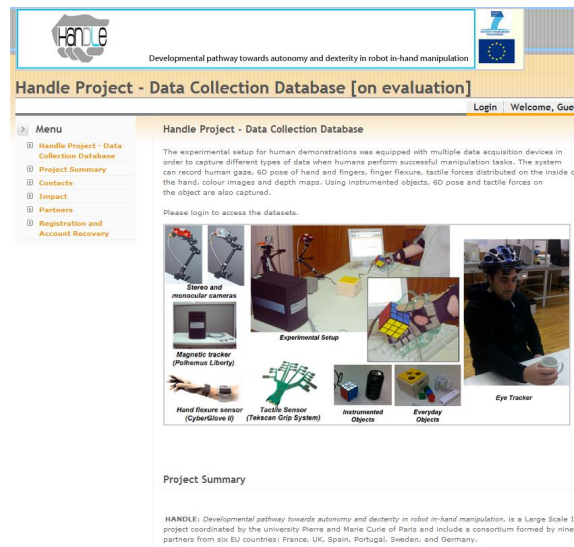 HANDLE
Developmental pathway towards autonomy and dexterity in robot in-hand manipulation
Handle Project - Data Collection Database [on evaluation]
Login Welcome, Gue
Menu
Handle Project - Data
Collection Database
Project Summary
Contacts
Impact
Partners
Registration and
Account Recovery
Handle Project - Data Collection Database
The experimental setup for human demonstrations was equipped with multiple data acquisition devices in
order to capture different types of data when humans perform successful manipulation tasks. The system
can record human gaze, 6D pose of hand and fingers, finger flexure, tactile forces distributed on the inside o
the hand, colour images and depth maps. Using instrumented objects, 6D pose and tactile forces on
the object are also captured.
Please login to access the datasets.
Stereo and
monocular cameras
Magnetic tracker
(Polhemus Liberty)
Experimental Setup
Hand flexure sensor
(CyberGlove II)
Tactile Sensor
(Tekscan Grip System)
Instrumented
Objects
Everyday
Objects
Eye Tracker
Project Summary
HANDLE: Developmental pathway towards autonomy and dexterity in robot in-hand manipulation, is a Large Scale I
project coordinated by the university Pierre and Marie Curie of Paris and include a consortium formed by nine
partners from six EU countries: France, UK, Spain, Portugal, Sweden, and Germany.